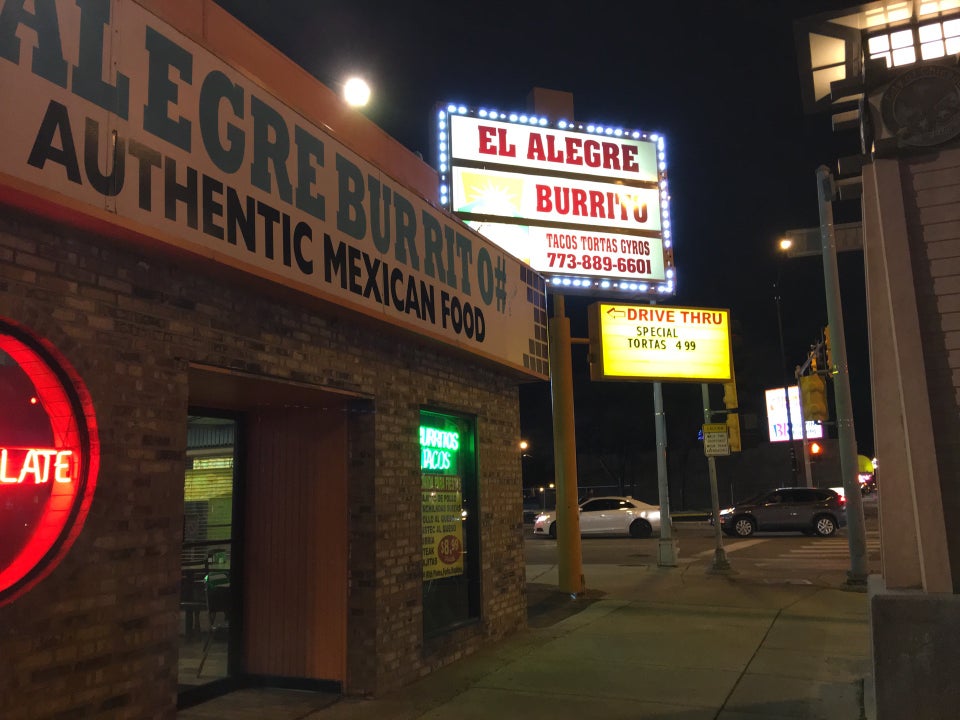 ALEGRE BURRITO#
AUTHENTIC MEXICAN FOOD
EL ALEGRE
BURRITO
TACOS TORTAS GYROS
773-889-6601
DRIVE THRU
SPECIAL
TORTAS 4 99
LATE
BURRITOS
TACOS